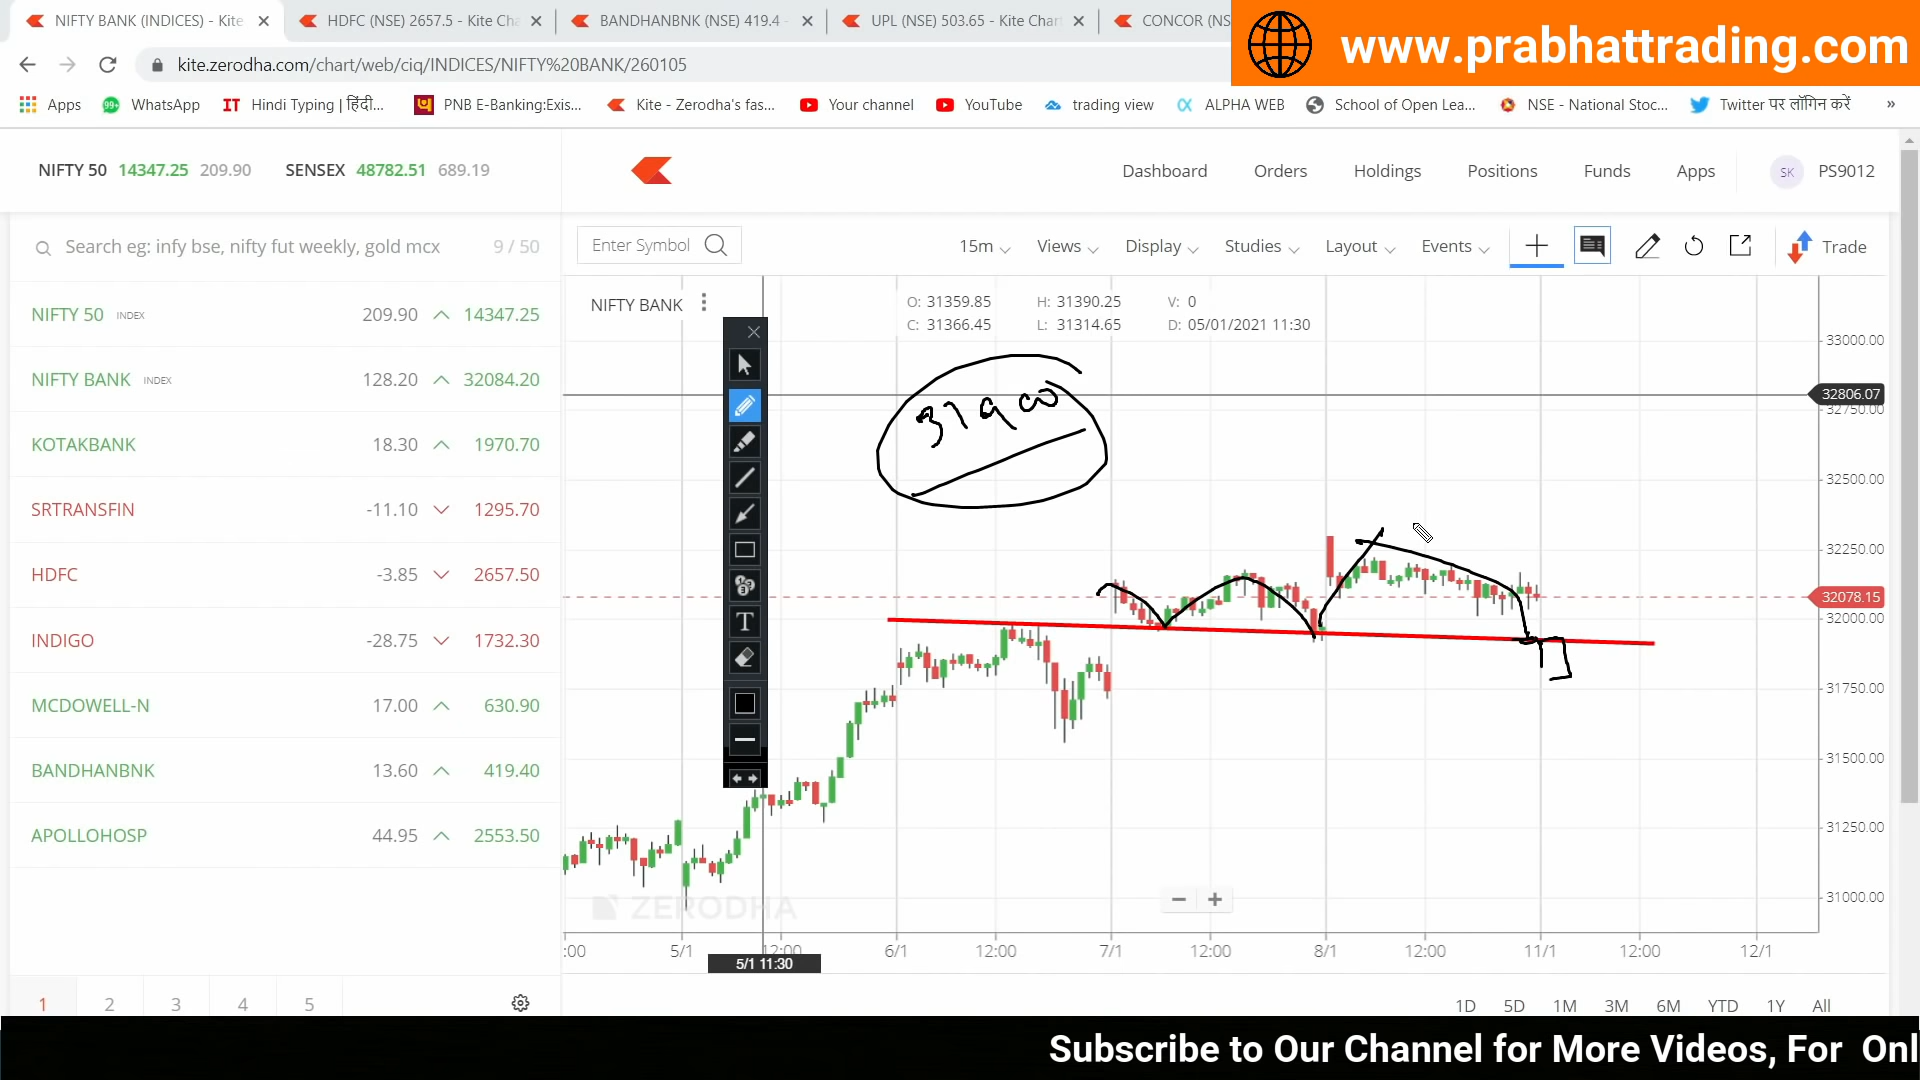 NIFTY BANK (INDICES) - Kite
HDFC (NSE) 2657.5 - Kite Cha
BANDHANBNK (NSE) 419.4 -
UPL (NSE) 503.65 - Kite Chart
CONCOR (NS
www.prabhattrading.com
kite.zerodha.com/chart/web/ciq/INDICES/NIFTY%20BANK/260105
Apps
99+
WhatsApp
IT
Hindi Typing | हिंदी...
PNB E-Banking:Exis...
Kite - Zerodha's fas...
Your channel
YouTube
trading view
ALPHA WEB
School of Open Lea...
NSE - National Stoc...
Twitter पर लॉगिन करें
»
NIFTY 50 14347.25 209.90
SENSEX 48782.51 689.19
Dashboard
Orders
Holdings
Positions
Funds
Apps
SK
PS9012
Search eg: infy bse, nifty fut weekly, gold mcx
9 / 50
Enter Symbol
15m
Views
Display
Studies
Layout
Events
Trade
NIFTY 50 INDEX 209.90 14347.25
NIFTY BANK INDEX 128.20 32084.20
KOTAKBANK 18.30 1970.70
SRTRANSFIN -11.10 1295.70
HDFC -3.85 2657.50
INDIGO -28.75 1732.30
MCDOWELL-N 17.00 630.90
BANDHANBNK 13.60 419.40
APOLLOHOSP 44.95 2553.50
1 2 3 4 5
NIFTY BANK
O: 31359.85 H: 31390.25 V: 0
C: 31366.45 L: 31314.65 D: 05/01/2021 11:30
31900
T
33000.00
32806.07
32750.00
32500.00
32250.00
32078.15
32000.00
31750.00
31500.00
31250.00
31000.00
ZERODHA
:00 5/1 12:00 6/1 12:00 7/1 12:00 8/1 12:00 11/1 12:00 12/1
5/1 11:30
1D 5D 1M 3M 6M YTD 1Y All
Subscribe to Our Channel for More Videos, For Onl